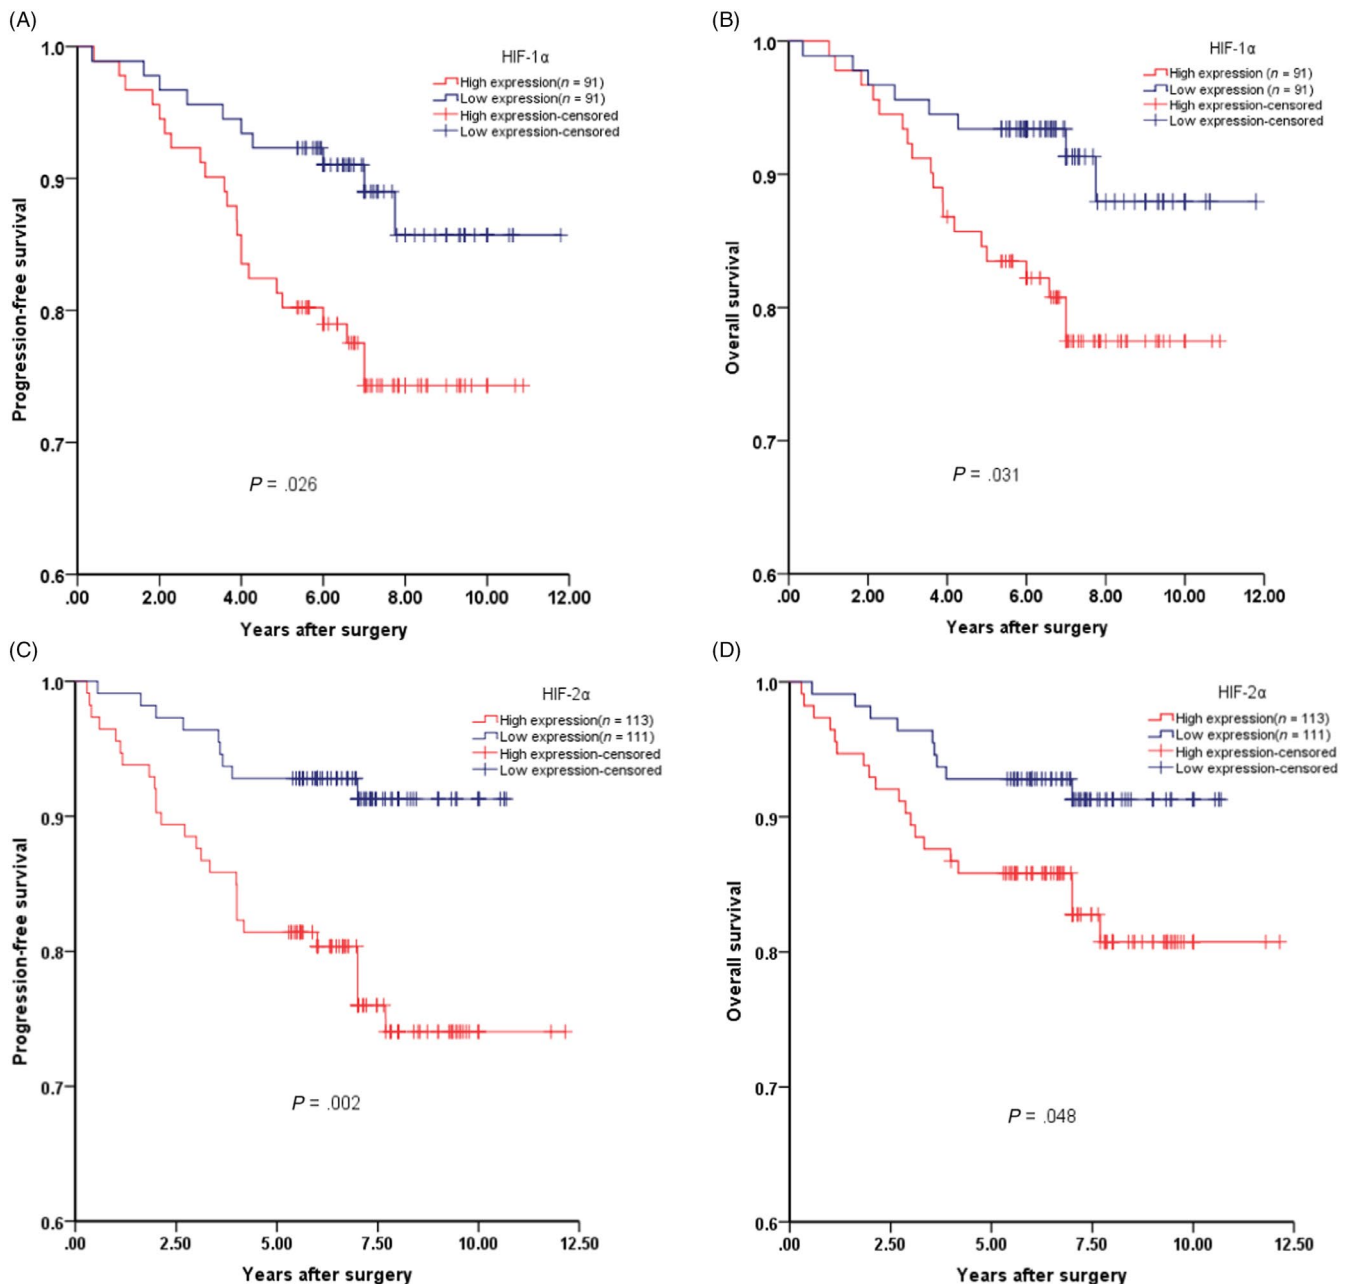 (A)
HIF-1α
High expression(n = 91)
Low expression(n = 91)
High expression-censored
Low expression-censored
1.0
0.9
0.8
0.7
0.6
Progression-free survival
P = .026
.00 2.00 4.00 6.00 8.00 10.00 12.00
Years after surgery
(B)
HIF-1α
High expression (n = 91)
Low expression (n = 91)
High expression-censored
Low expression-censored
1.0
0.9
0.8
0.7
0.6
Overall survival
P = .031
.00 2.00 4.00 6.00 8.00 10.00 12.00
Years after surgery
(C)
HIF-2α
High expression(n = 113)
Low expression(n = 111)
High expression-censored
Low expression-censored
1.0
0.9
0.8
0.7
0.6
Progression-free survival
P = .002
.00 2.50 5.00 7.50 10.00 12.50
Years after surgery
(D)
HIF-2α
High expression(n = 113)
Low expression(n = 111)
High expression-censored
Low expression-censored
1.0
0.9
0.8
0.7
0.6
Overall survival
P = .048
.00 2.50 5.00 7.50 10.00 12.50
Years after surgery